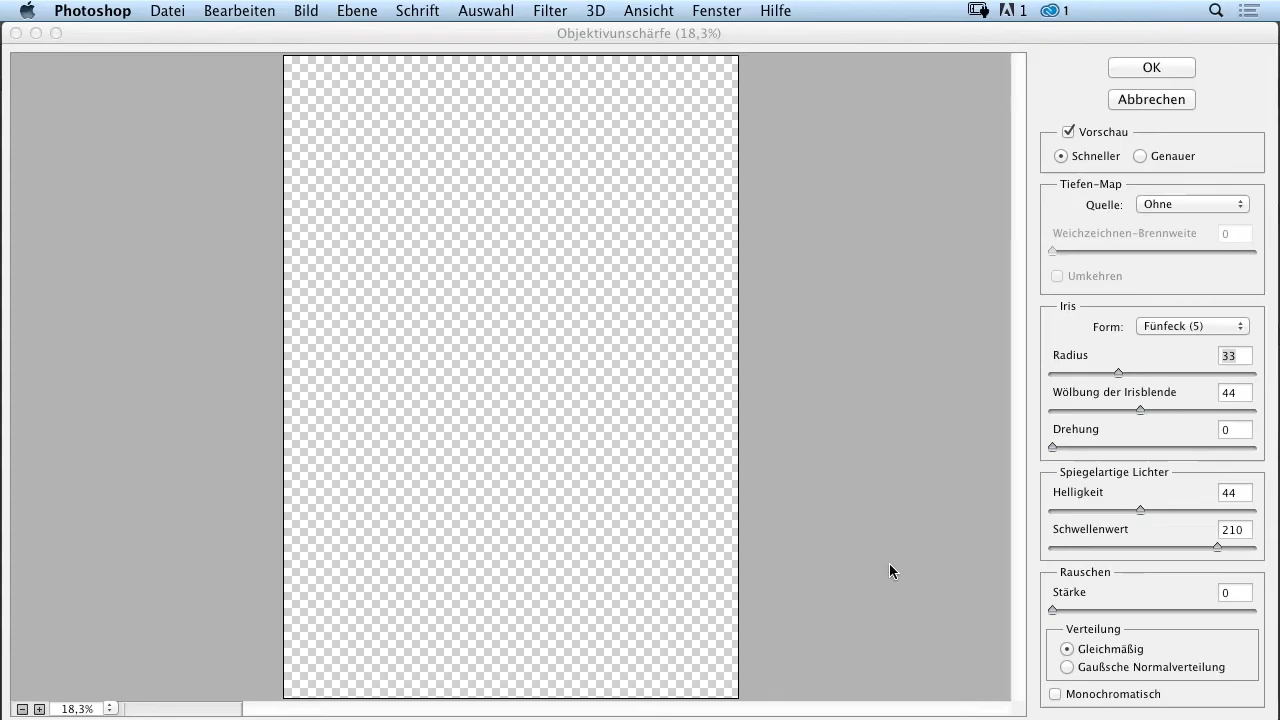 Photoshop Datei Bearbeiten Bild Ebene Schrift Auswahl Filter 3D Ansicht Fenster Hilfe 1 1
Objektivunschärfe (18,3%)
OK
Abbrechen
Vorschau
Schneller Genauer
Tiefen-Map
Quelle: Ohne
Weichzeichnen-Brennweite 0
Umkehren
Iris
Form: Fünfeck (5)
Radius 33
Wölbung der Irisblende 44
Drehung 0
Spiegelartige Lichter
Helligkeit 44
Schwellenwert 210
Rauschen
Stärke 0
Verteilung
Gleichmäßig
Gaußsche Normalverteilung
Monochromatisch
18,3%